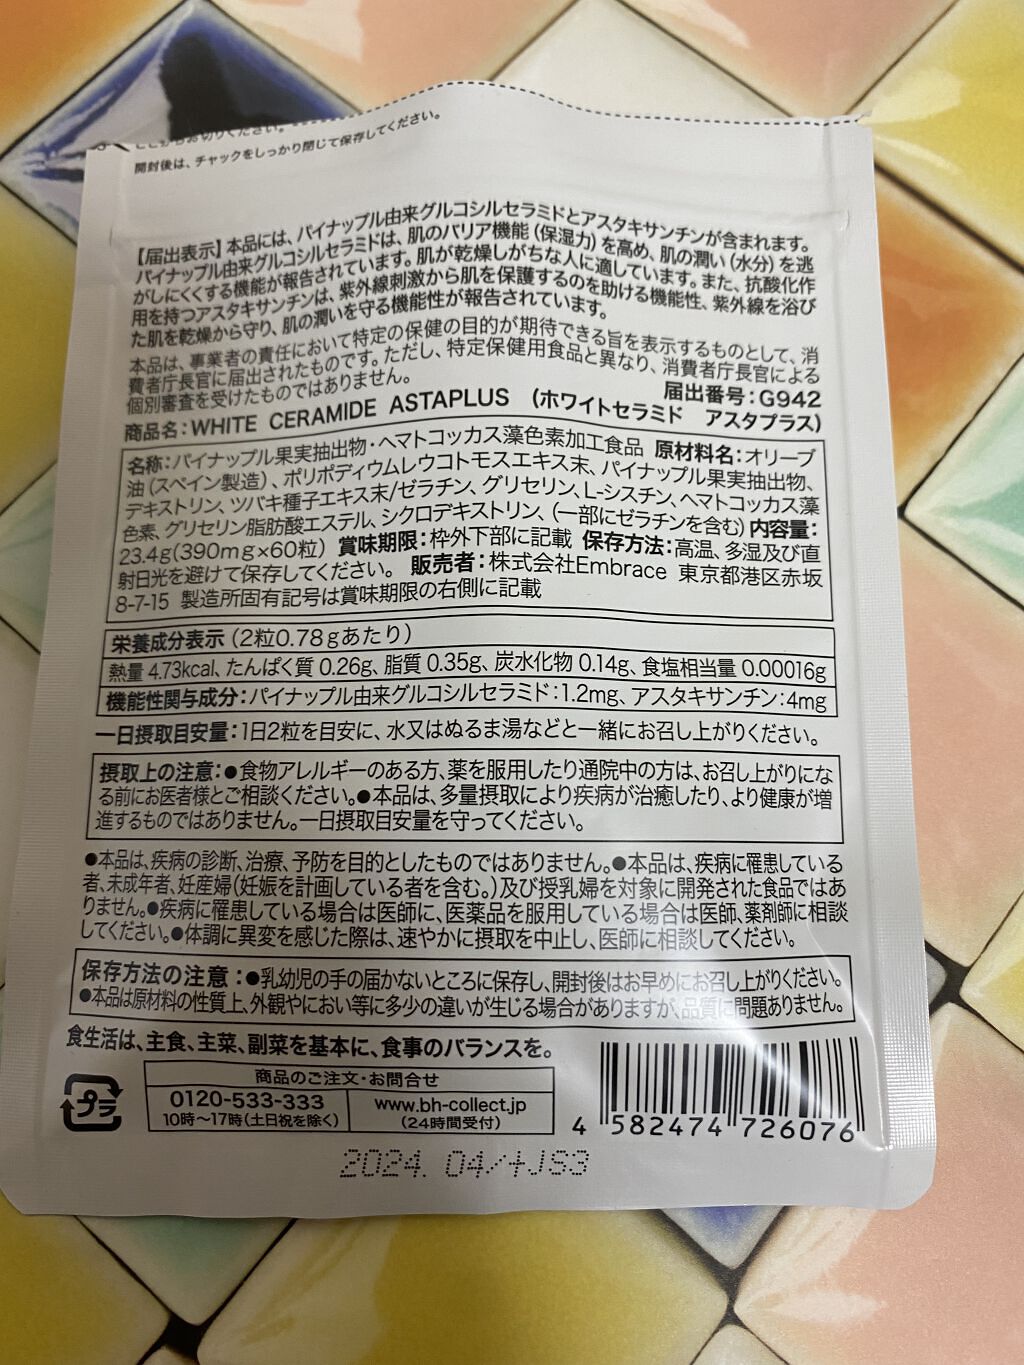 ここからお切りください。
開封後は、チャックをしっかり閉じて保存してください。
【届出表示】本品には、パイナップル由来グルコシルセラミドとアスタキサンチンが含まれます。
パイナップル由来グルコシルセラミドは、肌のバリア機能（保湿力）を高め、肌の潤い（水分）を逃
がしにくくする機能が報告されています。肌が乾燥しがちな人に適しています。また、抗酸化作
用を持つアスタキサンチンは、紫外線刺激から肌を保護するのを助ける機能性、紫外線を浴び
た肌を乾燥から守り、肌の潤いを守る機能性が報告されています。
本品は、事業者の責任において特定の保健の目的が期待できる旨を表示するものとして、消
費者庁長官に届出されたものです。ただし、特定保健用食品と異なり、消費者庁長官による
個別審査を受けたものではありません。 届出番号：G942
商品名：WHITE CERAMIDE ASTAPLUS （ホワイトセラミド アスタプラス）
名称：パイナップル果実抽出物・ヘマトコッカス藻色素加工食品 原材料名：オリーブ
油（スペイン製造）、ポリポディウムレウコトモスエキス末、パイナップル果実抽出物、
デキストリン、ツバキ種子エキス末/ゼラチン、グリセリン、L-シスチン、ヘマトコッカス藻
色素、グリセリン脂肪酸エステル、シクロデキストリン、（一部にゼラチンを含む）内容量：
23.4g（390mg×60粒） 賞味期限：枠外下部に記載 保存方法：高温、多湿及び直
射日光を避けて保存してください。 販売者：株式会社Embrace 東京都港区赤坂
8-7-15 製造所固有記号は賞味期限の右側に記載
栄養成分表示（2粒0.78gあたり）
熱量 4.73kcal、たんぱく質 0.26g、脂質 0.35g、炭水化物 0.14g、食塩相当量 0.00016g
機能性関与成分：パイナップル由来グルコシルセラミド：1.2mg、アスタキサンチン：4mg
一日摂取目安量：1日2粒を目安に、水又はぬるま湯などと一緒にお召し上がりください。
摂取上の注意：●食物アレルギーのある方、薬を服用したり通院中の方は、お召し上がりにな
る前にお医者様とご相談ください。●本品は、多量摂取により疾病が治癒したり、より健康が増
進するものではありません。一日摂取目安量を守ってください。
●本品は、疾病の診断、治療、予防を目的としたものではありません。●本品は、疾病に罹患している
者、未成年者、妊産婦（妊娠を計画している者を含む。）及び授乳婦を対象に開発された食品ではあ
りません。●疾病に罹患している場合は医師に、医薬品を服用している場合は医師、薬剤師に相談
してください。●体調に異変を感じた際は、速やかに摂取を中止し、医師に相談してください。
保存方法の注意：●乳幼児の手の届かないところに保存し、開封後はお早めにお召し上がりください。
●本品は原材料の性質上、外観やにおい等に多少の違いが生じる場合がありますが、品質に問題ありません。
食生活は、主食、主菜、副菜を基本に、食事のバランスを。
プラ
商品のご注文・お問合せ
0120-533-333
10時～17時（土日祝を除く）
www.bh-collect.jp
（24時間受付）
4 582474 726076
2024. 04/+JS3